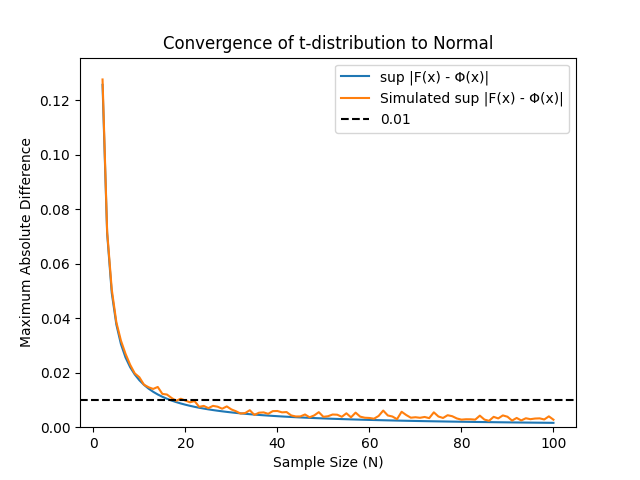 Convergence of t-distribution to Normal
sup |F(x) - Φ(x)|
Simulated sup |F(x) - Φ(x)|
0.01
Maximum Absolute Difference
0.12
0.10
0.08
0.06
0.04
0.02
0.00
0
20
40
60
80
100
Sample Size (N)